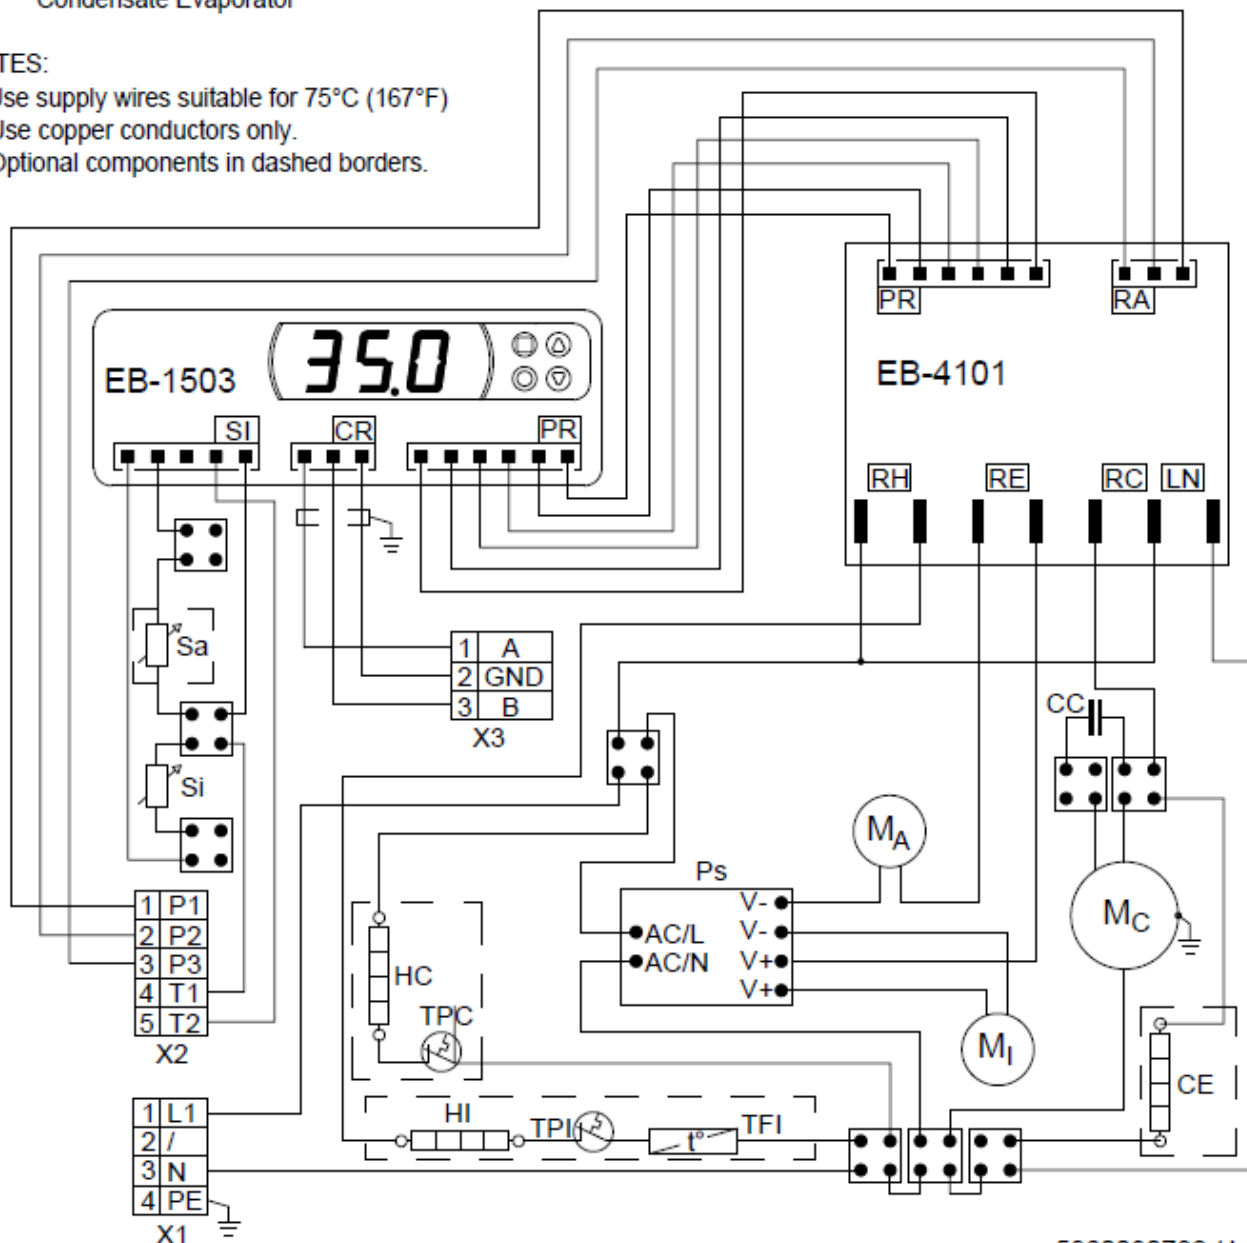 Condensate Evaporator
TES:
Use supply wires suitable for 75°C (167°F)
Use copper conductors only.
Optional components in dashed borders.
PR
RA
EB-4101
EB-1503
35.0
SI
CR
PR
RH
RE
RC
LN
Sa
1 A
2 GND
3 B
X3
CC
Si
MA
Ps
V-
AC/L
V-
AC/N
V+
V+
MC
1 P1
2 P2
3 P3
4 T1
5 T2
X2
HC
TPC
MI
CE
HI
TPI
t°
TFI
1 L1
2 /
3 N
4 PE
X1